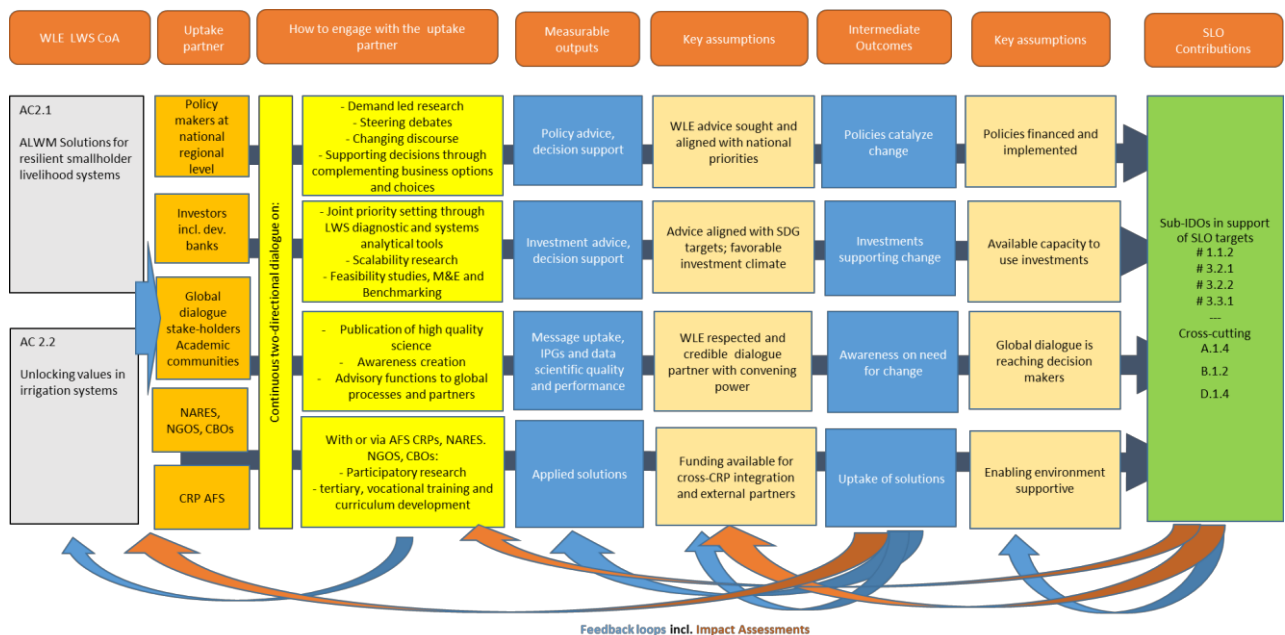 WLE LWS CoA
Uptake
partner
How to engage with the uptake
partner
Measurable
outputs
Key assumptions
Intermediate
Outcomes
Key assumptions
SLO
Contributions
AC2.1
ALWM Solutions for
resilient smallholder
livelihood systems
AC 2.2
Unlocking values in
irrigation systems
Policy
makers at
national
regional
level
Investors
incl. dev.
banks
Global
dialogue
stake-holders
Academic
communities
NARES,
NGOS, CBOs
CRP AFS
Continuous two-directional dialogue on:
- Demand led research
- Steering debates
- Changing discourse
- Supporting decisions through
complementing business options
and choices
- Joint priority setting through
LWS diagnostic and systems
analytical tools
- Scalability research
- Feasibility studies, M&E and
Benchmarking
- Publication of high quality
science
- Awareness creation
- Advisory functions to global
processes and partners
With or via AFS CRPs, NARES.
NGOS, CBOs:
- Participatory research
- tertiary, vocational training and
curriculum development
Policy advice,
decision support
Investment advice,
decision support
Message uptake,
IPGs and data
scientific quality
and performance
Applied solutions
WLE advice sought and
aligned with national
priorities
Advice aligned with SDG
targets; favorable
investment climate
WLE respected and
credible dialogue
partner with convening
power
Funding available for
cross-CRP integration
and external partners
Policies catalyze
change
Investments
supporting change
Awareness on need
for change
Uptake of solutions
Policies financed and
implemented
Available capacity to
use investments
Global dialogue is
reaching decision
makers
Enabling environment
supportive
Sub-IDOs in support
of SLO targets
# 1.1.2
# 3.2.1
# 3.2.2
# 3.3.1
---
Cross-cutting
A.1.4
B.1.2
D.1.4
Feedback loops incl. Impact Assessments